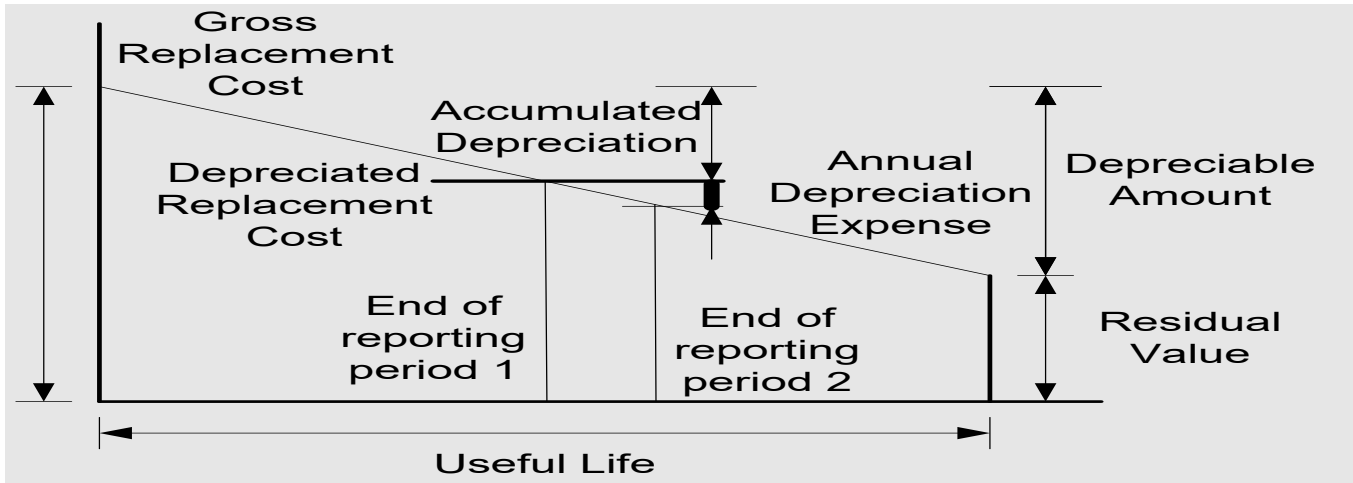 Gross
Replacement
Cost
Accumulated
Depreciation
Depreciated
Replacement
Cost
Annual
Depreciation
Expense
Depreciable
Amount
End of
reporting
period 1
End of
reporting
period 2
Residual
Value
Useful Life